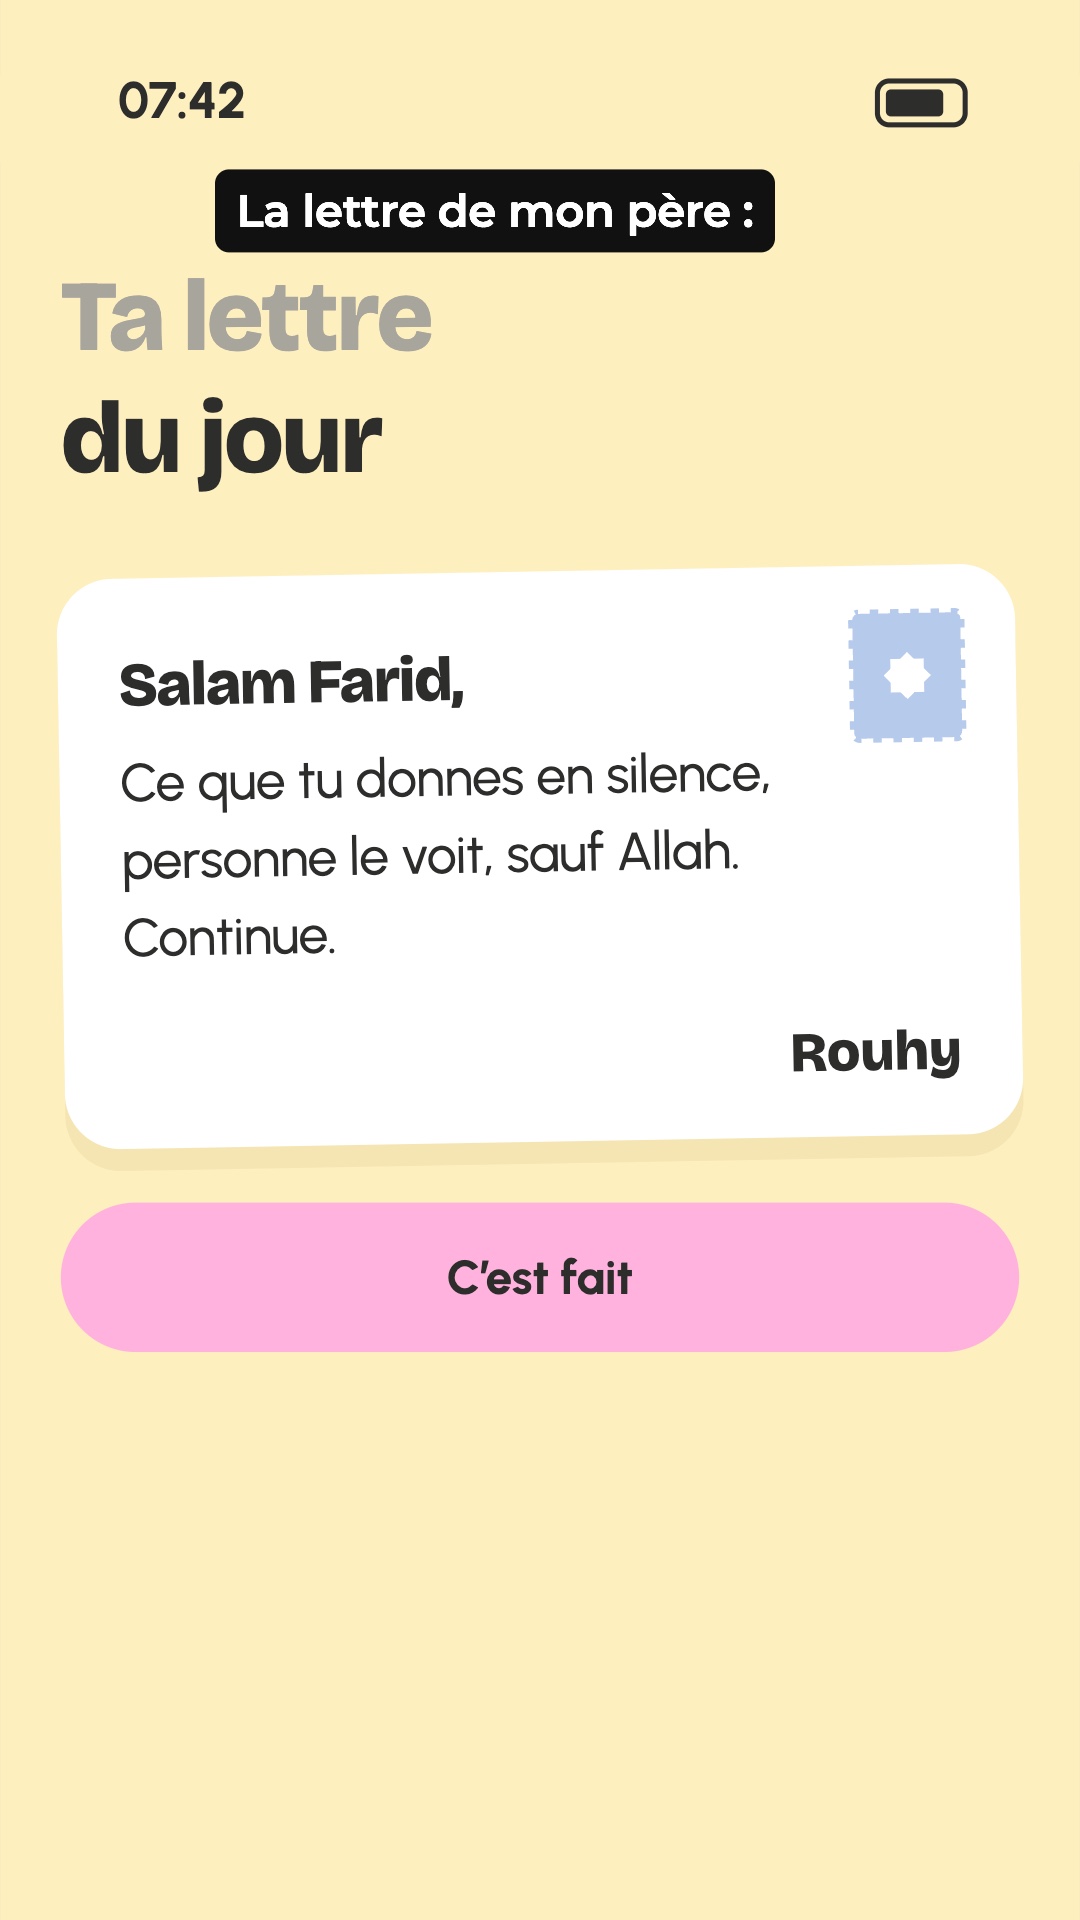 07:42
La lettre de mon père :
Ta lettre
du jour
Salam Farid,
Ce que tu donnes en silence,
personne le voit, sauf Allah.
Continue.
Rouhy
C’est fait